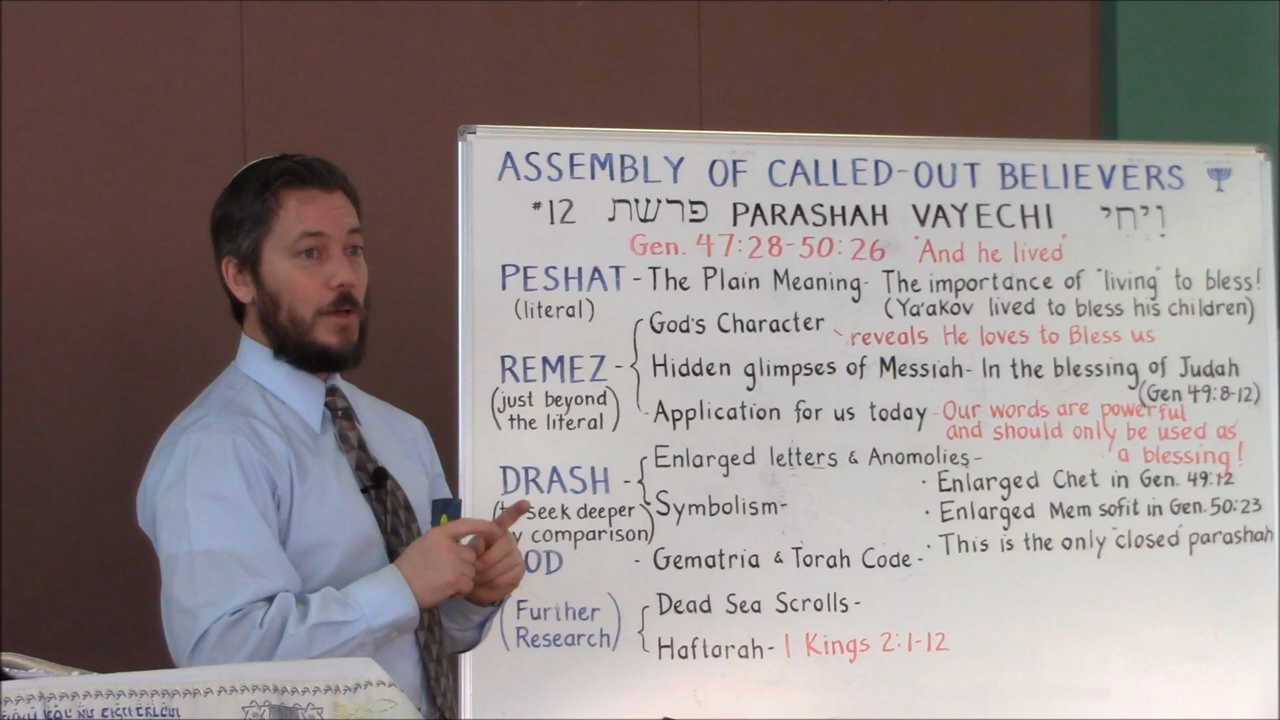 ASSEMBLY OF CALLED-OUT BELIEVERS
#12 פרשת PARASHAH VAYECHI וַיְחִי
Gen. 47:28-50:26 "And he lived"
PESHAT - The Plain Meaning- The importance of "living" to bless!
(literal) (Ya'akov lived to bless his children)
God's Character - reveals He loves to Bless us
REMEZ - Hidden glimpses of Messiah- In the blessing of Judah
(just beyond the literal) (Gen 49:8-12)
Application for us today - Our words are powerful
and should only be used as
a blessing!
DRASH - Enlarged letters & Anomolies-
· Enlarged Chet in Gen. 49:12
seek deeper Symbolism- · Enlarged Mem sofit in Gen. 50:23
comparison)
· This is the only "closed" parashah
OD - Gematria & Torah Code-
(Further Research) Dead Sea Scrolls-
Haftarah- 1 Kings 2:1-12